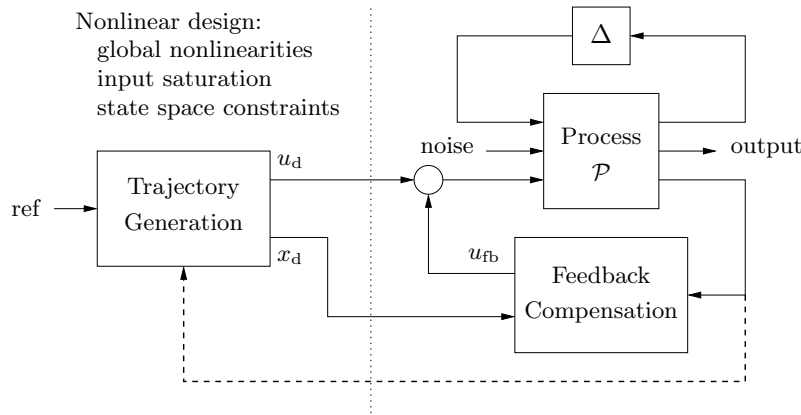 Nonlinear design:
global nonlinearities
input saturation
state space constraints
Δ
noise
Process
𝒫
output
ref
Trajectory
Generation
u_d
x_d
u_fb
Feedback
Compensation